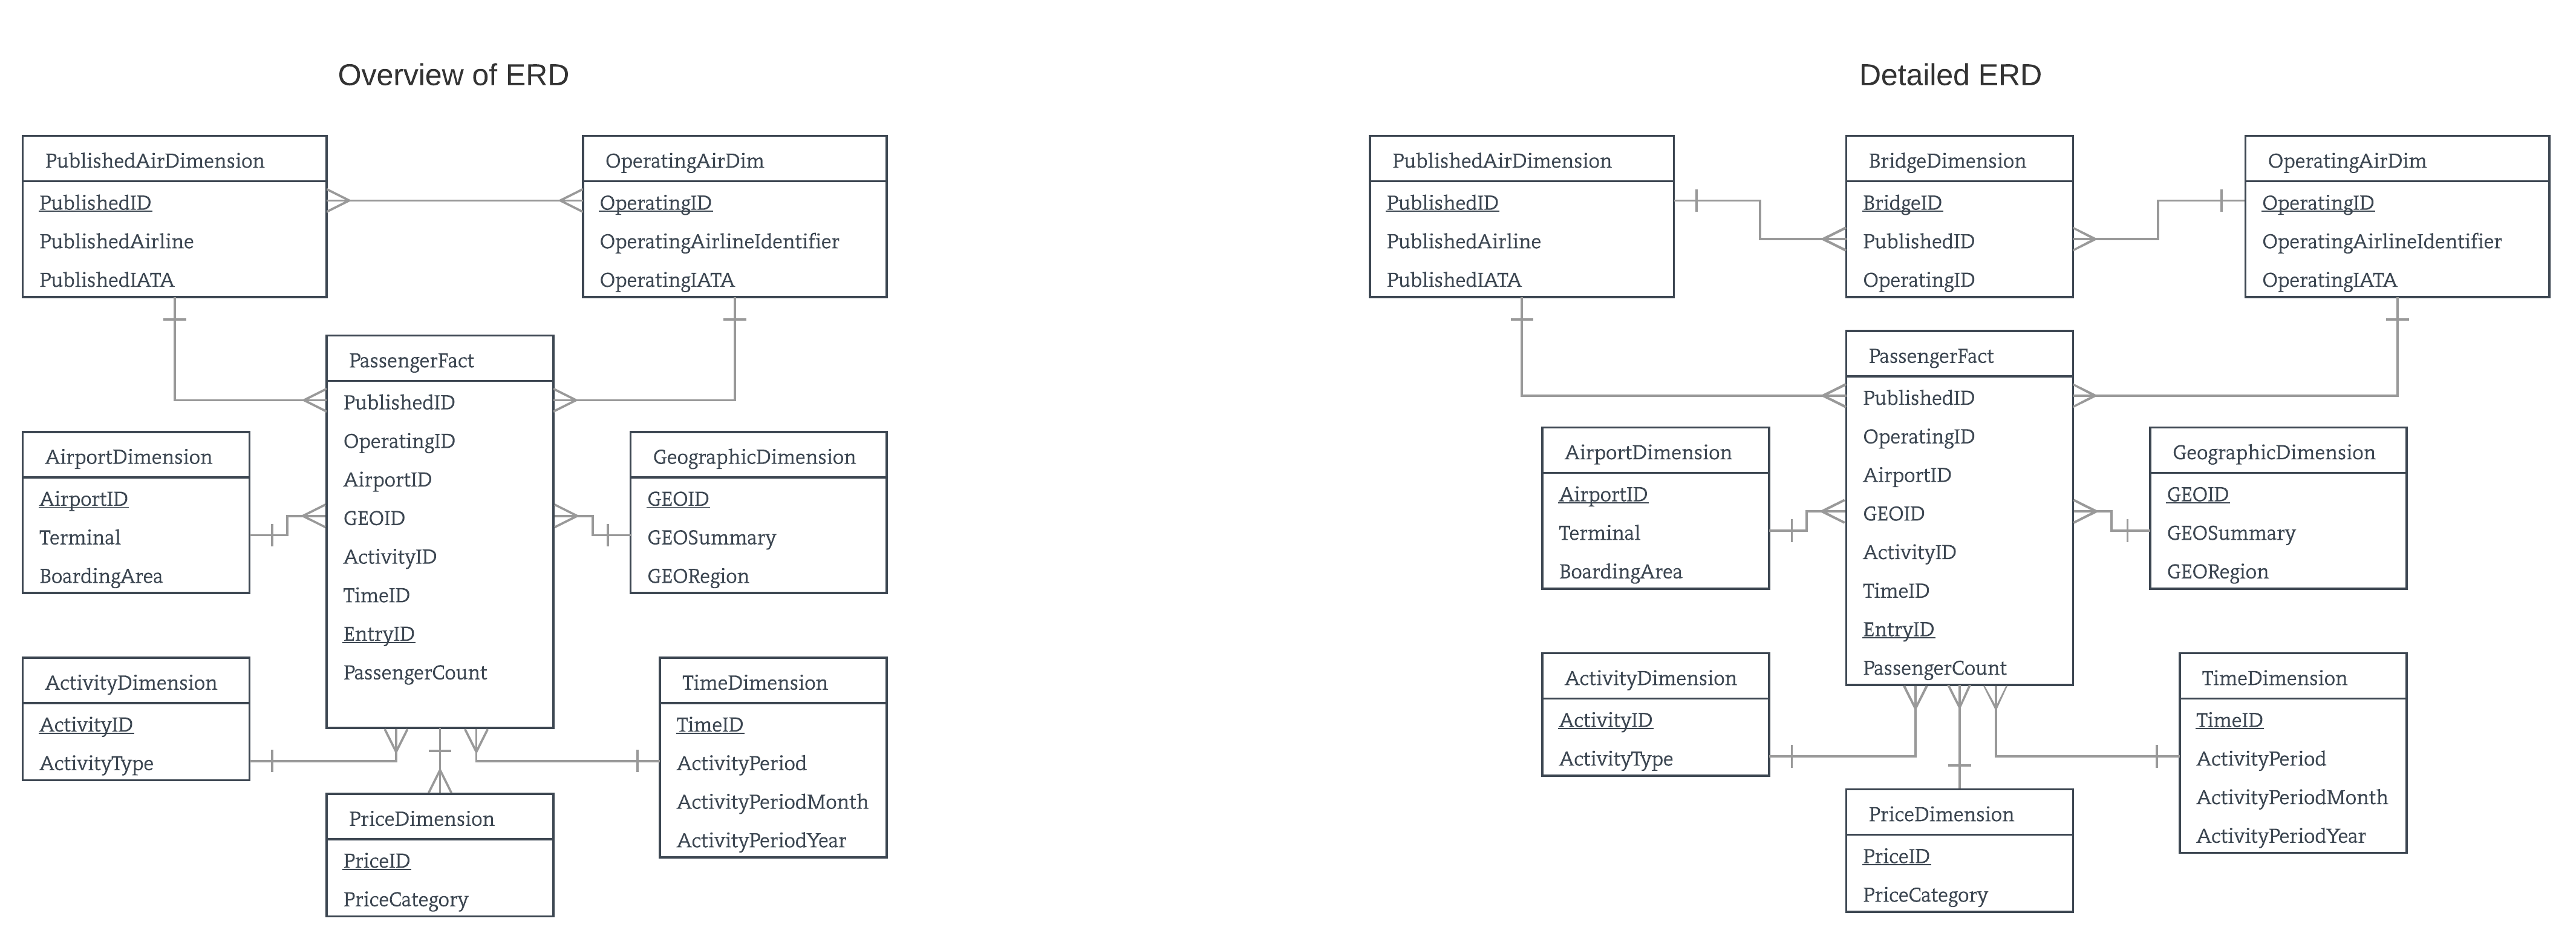 Overview of ERD
PublishedAirDimension
PublishedID
PublishedAirline
PublishedIATA
OperatingAirDim
OperatingID
OperatingAirlineIdentifier
OperatingIATA
PassengerFact
PublishedID
OperatingID
AirportID
GEOID
ActivityID
TimeID
EntryID
PassengerCount
AirportDimension
AirportID
Terminal
BoardingArea
GeographicDimension
GEOID
GEOSummary
GEORegion
ActivityDimension
ActivityID
ActivityType
TimeDimension
TimeID
ActivityPeriod
ActivityPeriodMonth
ActivityPeriodYear
PriceDimension
PriceID
PriceCategory
Detailed ERD
PublishedAirDimension
PublishedID
PublishedAirline
PublishedIATA
BridgeDimension
BridgeID
PublishedID
OperatingID
OperatingAirDim
OperatingID
OperatingAirlineIdentifier
OperatingIATA
PassengerFact
PublishedID
OperatingID
AirportID
GEOID
ActivityID
TimeID
EntryID
PassengerCount
AirportDimension
AirportID
Terminal
BoardingArea
GeographicDimension
GEOID
GEOSummary
GEORegion
ActivityDimension
ActivityID
ActivityType
TimeDimension
TimeID
ActivityPeriod
ActivityPeriodMonth
ActivityPeriodYear
PriceDimension
PriceID
PriceCategory